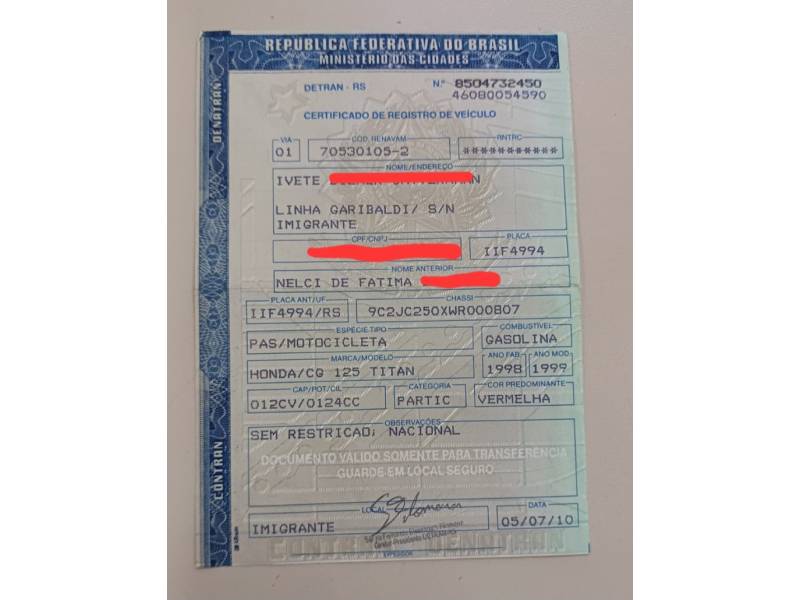 REPÚBLICA FEDERATIVA DO BRASIL
MINISTÉRIO DAS CIDADES
DETRAN - RS Nº 8504732450
46080054590
CERTIFICADO DE REGISTRO DE VEÍCULO
VIA CÓD. RENAVAM RNTRC
01 70530105-2 ***********
NOME/ENDEREÇO
IVETE
LINHA GARIBALDI/ S/N
IMIGRANTE
CPF/CNPJ PLACA
IIF4994
NOME ANTERIOR
NELCI DE FATIMA
PLACA ANT/UF CHASSI
IIF4994/RS 9C2JC250XWR000807
ESPÉCIE TIPO COMBUSTÍVEL
PAS/MOTOCICLETA GASOLINA
MARCA/MODELO ANO FAB. ANO MOD.
HONDA/CG 125 TITAN 1998 1999
CAP/POT/CIL CATEGORIA COR PREDOMINANTE
012CV/0124CC PARTIC VERMELHA
OBSERVAÇÕES
SEM RESTRICAO; NACIONAL
DOCUMENTO VÁLIDO SOMENTE PARA TRANSFERÊNCIA
GUARDE EM LOCAL SEGURO
LOCAL DATA
IMIGRANTE 05/07/10
CONTRAN DENATRAN
DENATRAN
CONTRAN